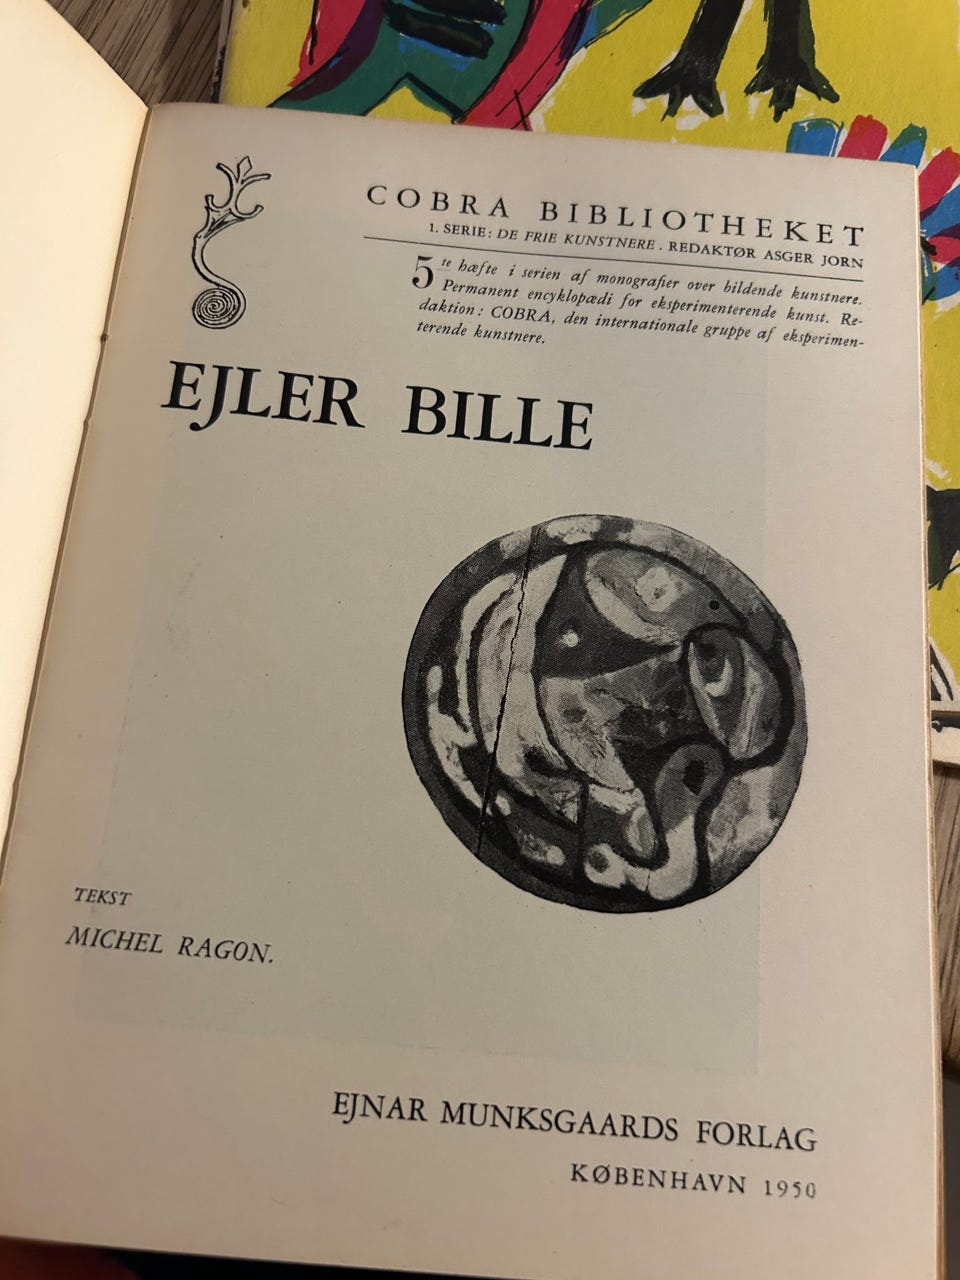 COBRA BIBLIOTHEKET
1. SERIE: DE FRIE KUNSTNERE. REDAKTØR ASGER JORN
5te hæfte i serien af monografier over bildende kunstnere.
Permanent encyklopædi for eksperimenterende kunst. Re-
daktion: COBRA, den internationale gruppe af eksperimen-
terende kunstnere.
EJLER BILLE
TEKST
MICHEL RAGON.
EJNAR MUNKSGAARDS FORLAG
KØBENHAVN 1950